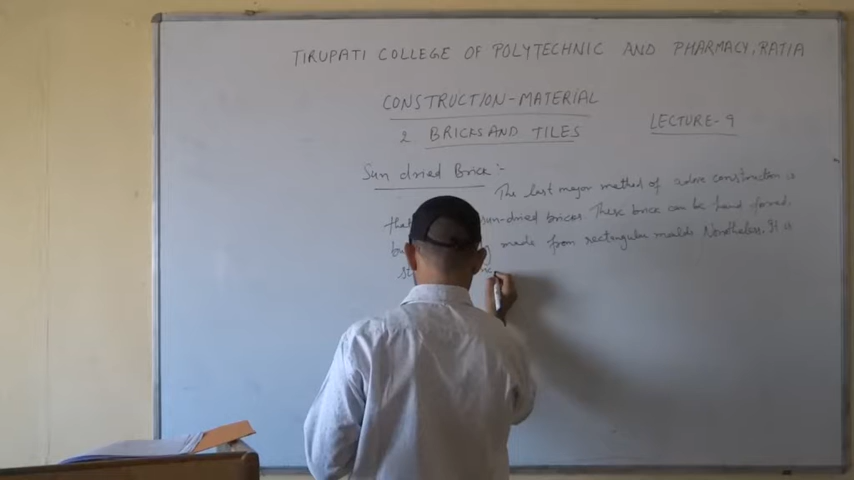 TIRUPATI COLLEGE OF POLYTECHNIC AND PHARMACY, RATIA
CONSTRUCTION-MATERIAL
2 BRICKS AND TILES
LECTURE-9
Sun dried Brick :-
The last major method of adobe construction is
that sun-dried bricks These brick can be hand formed,
made from rectangular molds Nonetheless. It is